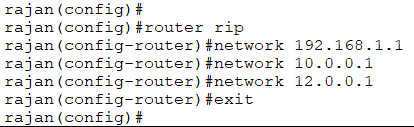 rajan(config)#
rajan(config)#router rip
rajan(config-router)#network 192.168.1.1
rajan(config-router)#network 10.0.0.1
rajan(config-router)#network 12.0.0.1
rajan(config-router)#exit
rajan(config)#